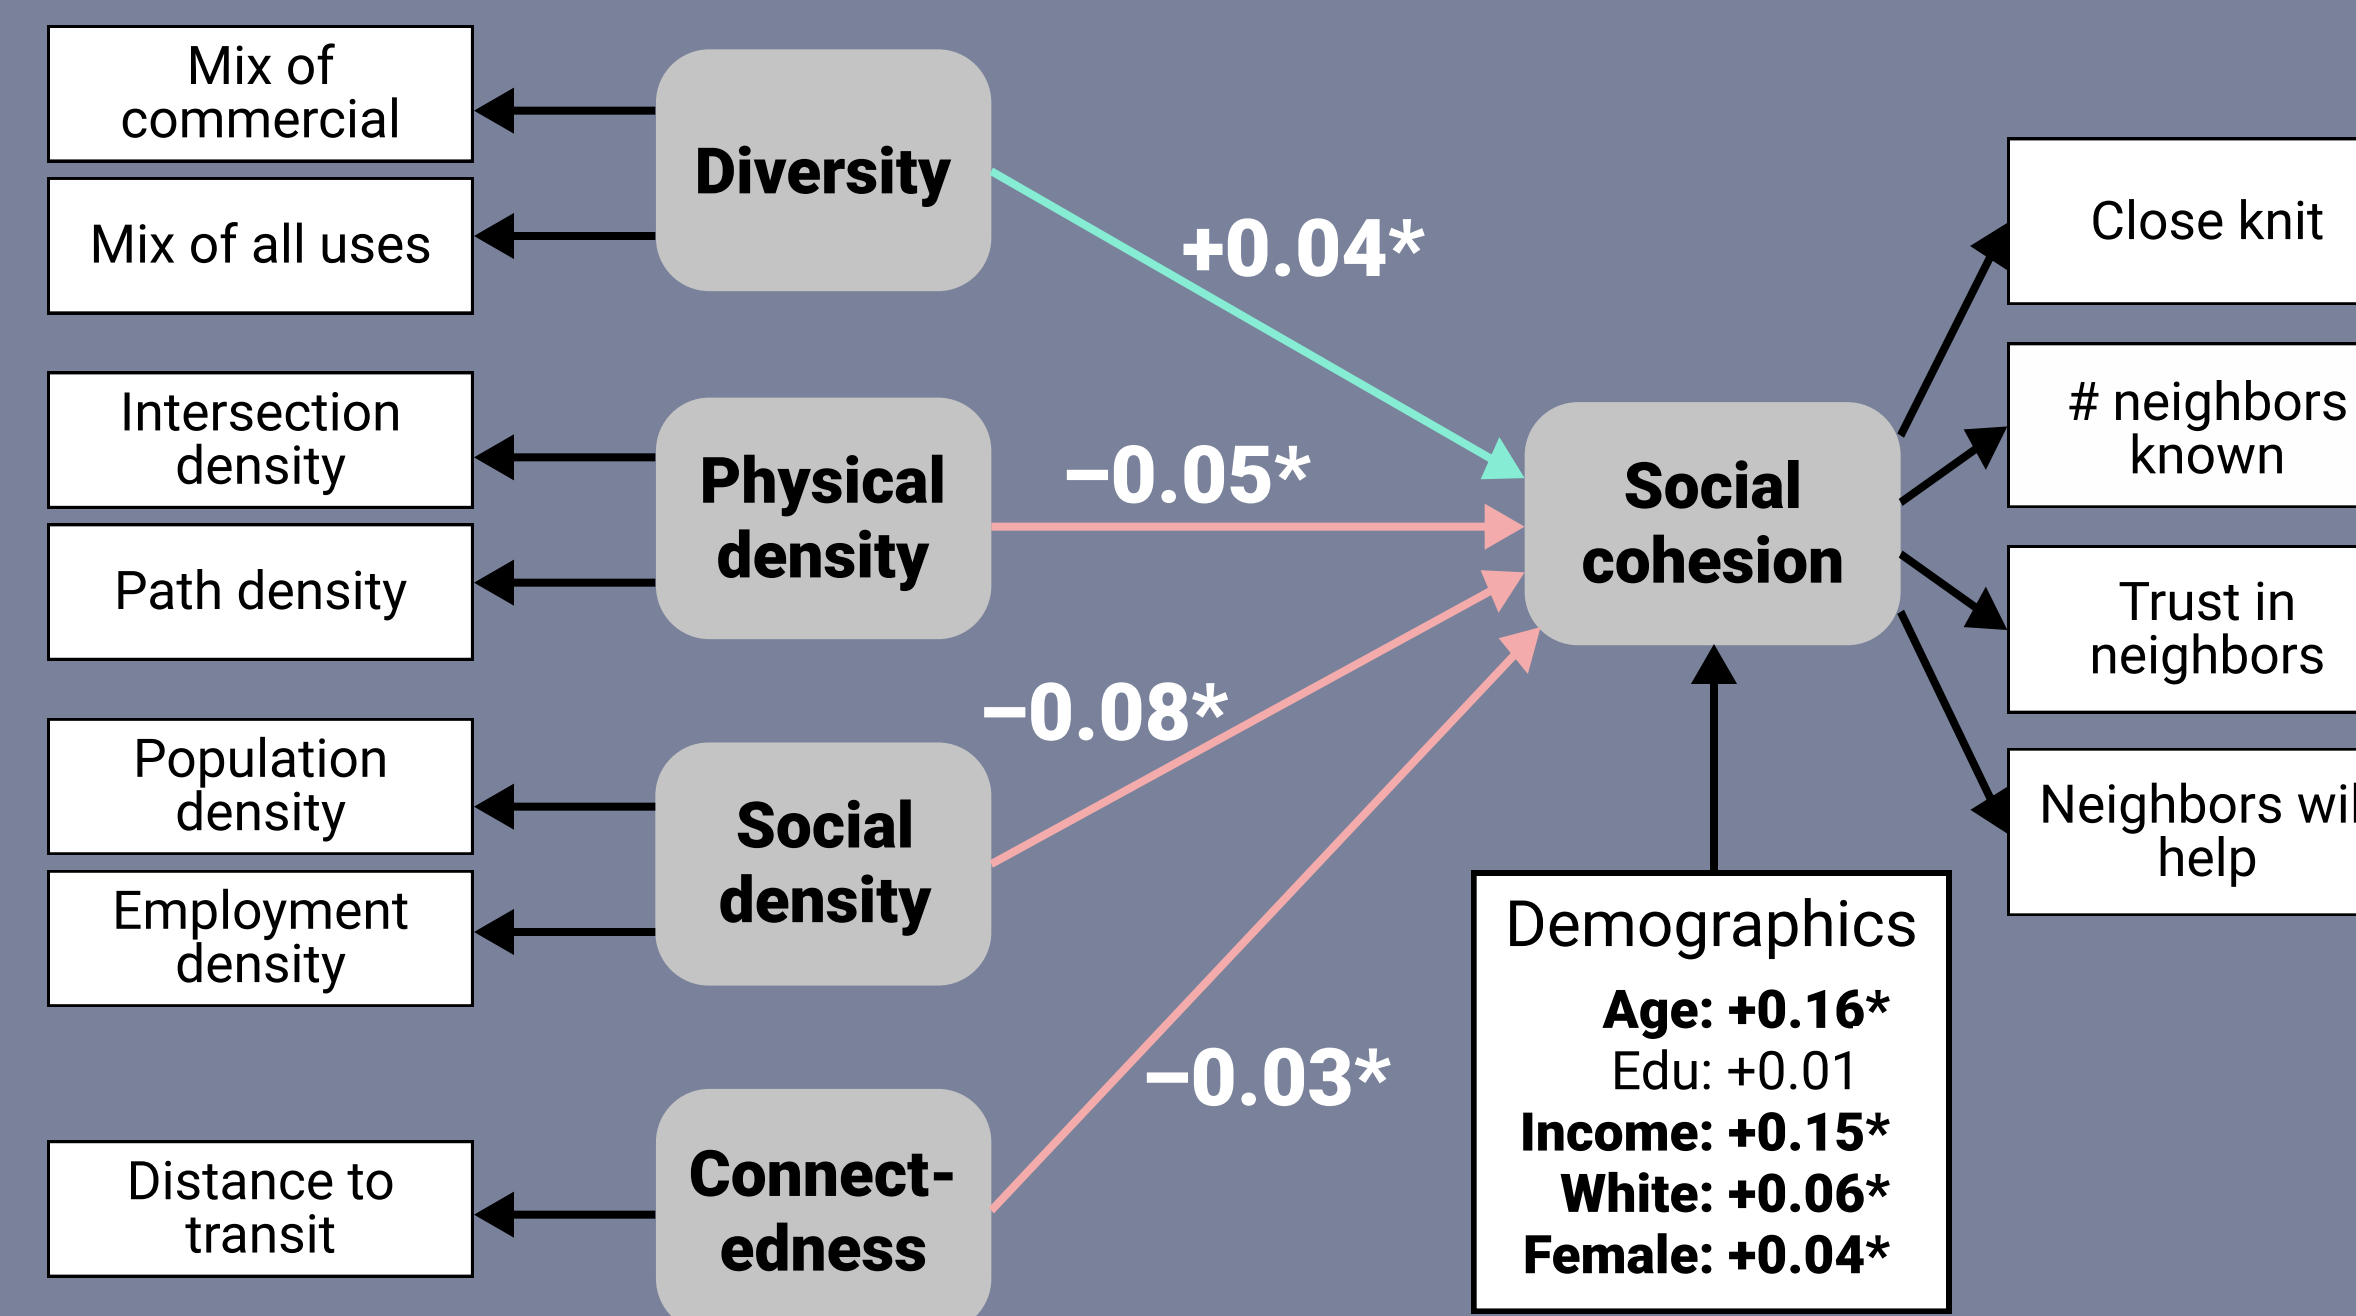 Mix of
commercial
Mix of all uses
Diversity
+0.04*
Intersection
density
Path density
Physical
density
–0.05*
Population
density
Employment
density
Social
density
–0.08*
Distance to
transit
Connect-
edness
–0.03*
Social
cohesion
Close knit
# neighbors
known
Trust in
neighbors
Neighbors
help
Demographics
Age: +0.16*
Edu: +0.01
Income: +0.15*
White: +0.06*
Female: +0.04*